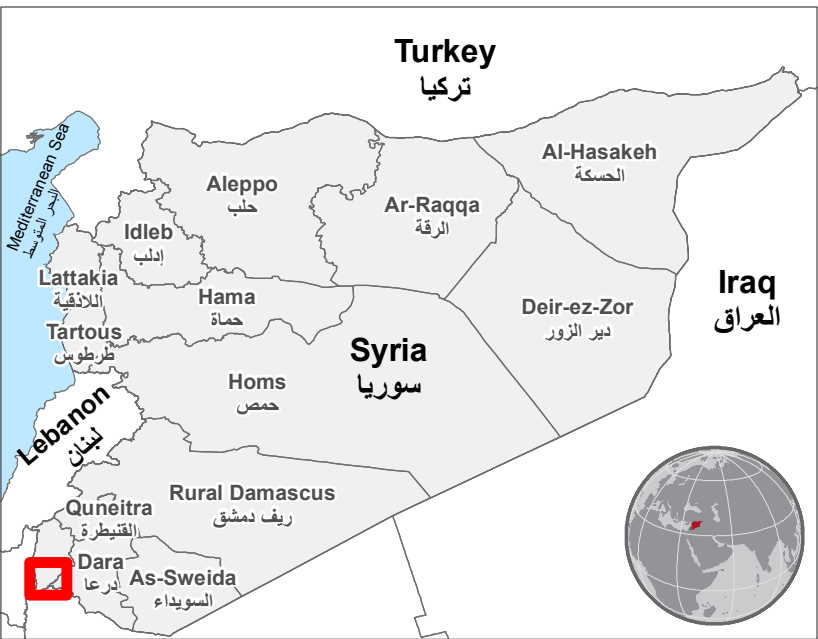 Turkey
تركيا
Mediterranean Sea
البحر المتوسط
Al-Hasakeh
الحسكة
Aleppo
حلب
Ar-Raqqa
الرقة
Idleb
إدلب
Lattakia
اللاذقية
Hama
حماة
Deir-ez-Zor
دير الزور
Iraq
العراق
Tartous
طرطوس
Syria
سوريا
Homs
حمص
Lebanon
لبنان
Rural Damascus
ريف دمشق
Quneitra
القنيطرة
Dara
درعا
As-Sweida
السويداء